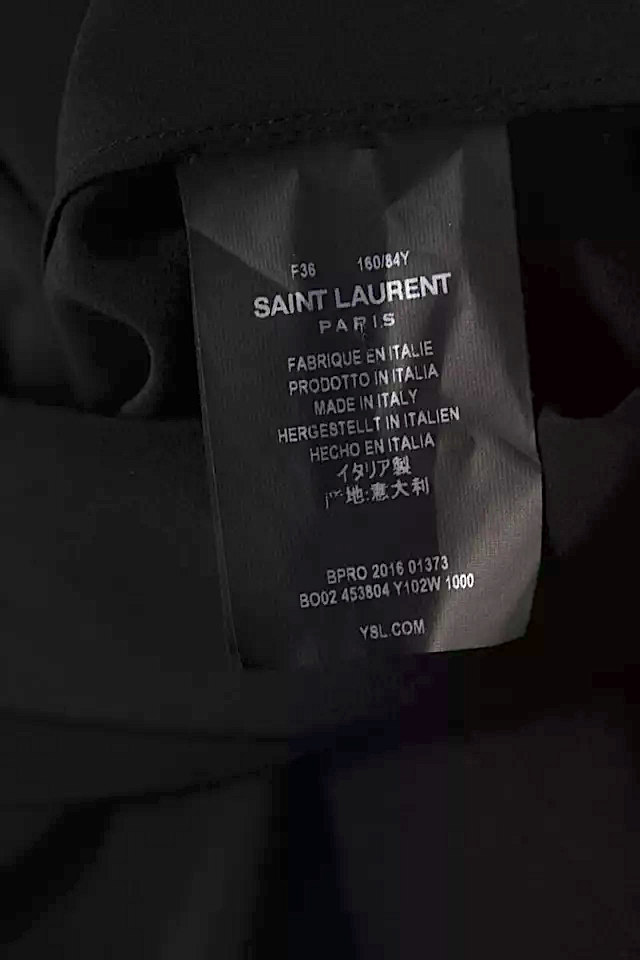 F36 160/84Y
SAINT LAURENT
PARIS
FABRIQUE EN ITALIE
PRODOTTO IN ITALIA
MADE IN ITALY
HERGESTELLT IN ITALIEN
HECHO EN ITALIA
イタリア製
产地:意大利
BPRO 2016 01373
BO02 453804 Y102W 1000
YSL.COM